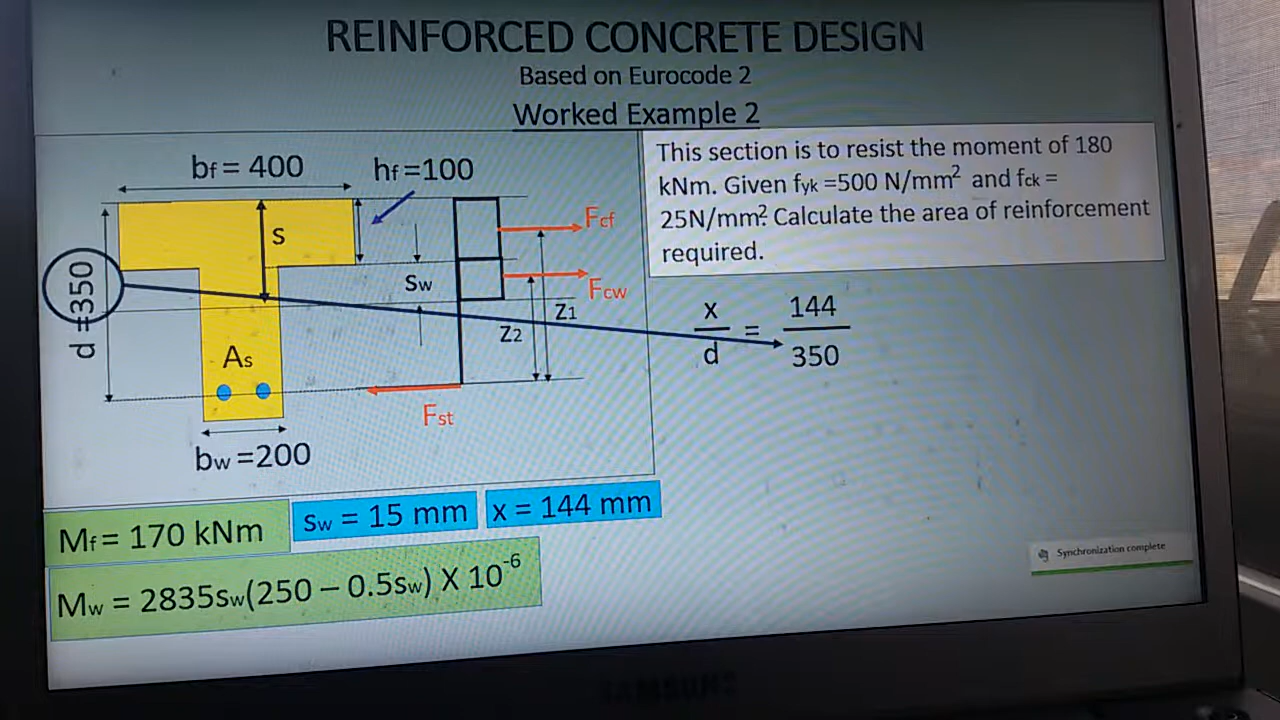 REINFORCED CONCRETE DESIGN
Based on Eurocode 2
Worked Example 2
This section is to resist the moment of 180
kNm. Given fyk =500 N/mm² and fck =
25N/mm². Calculate the area of reinforcement
required.
bf = 400
hf =100
s
Fcf
sw
Fcw
d =350
z1
z2
As
Fst
bw =200
x
d
=
144
350
Mf = 170 kNm
sw = 15 mm
x = 144 mm
Mw = 2835sw(250 – 0.5sw) X 10-6
Synchronization complete
SAMSUNG